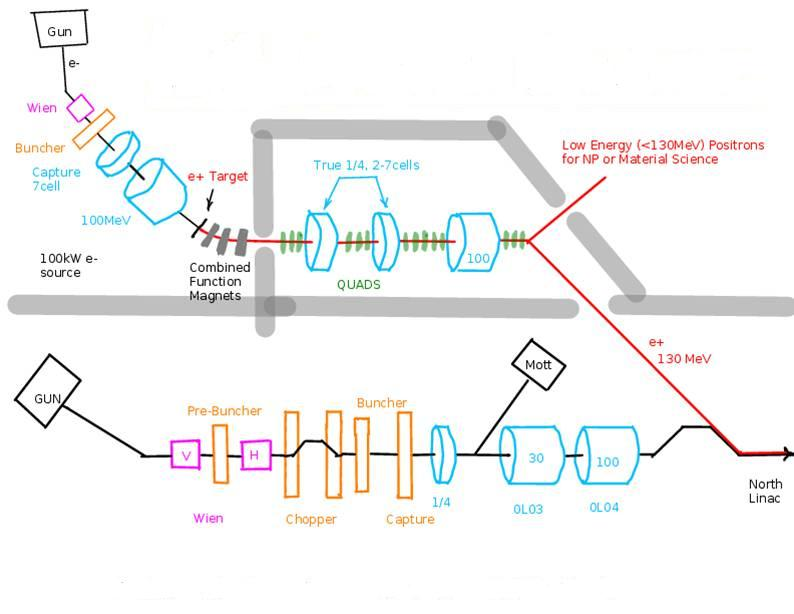 Gun
e-
Wien
Buncher
Capture
7cell
100MeV
e+ Target
100kW e-
source
Combined
Function
Magnets
True 1/4, 2-7cells
QUADS
100
Low Energy (<130MeV) Positrons
for NP or Material Science
e+
130 MeV
GUN
Pre-Buncher
V
H
Wien
Chopper
Buncher
Capture
1/4
Mott
30
0L03
100
0L04
North
Linac